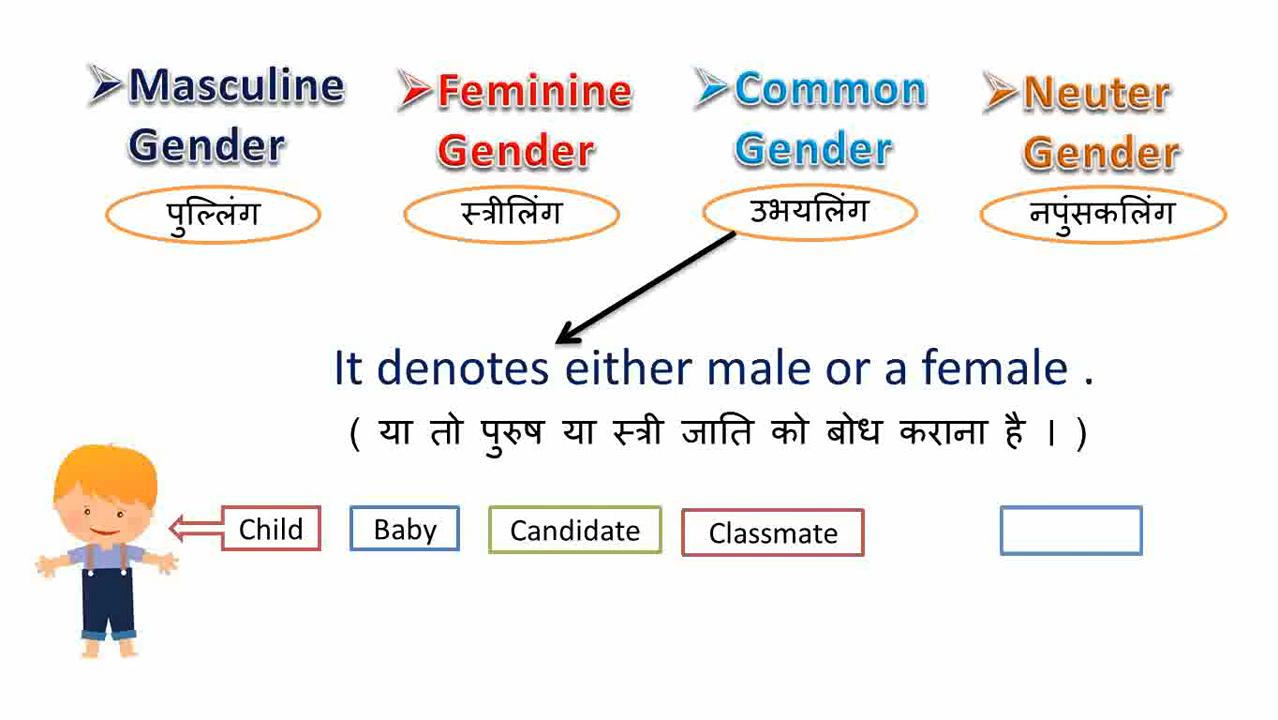 ➢Masculine Gender
➢Feminine Gender
➢Common Gender
➢Neuter Gender
पुल्लिंग
स्त्रीलिंग
उभयलिंग
नपुंसकलिंग
It denotes either male or a female .
( या तो पुरुष या स्त्री जाति को बोध कराना है । )
Child
Baby
Candidate
Classmate